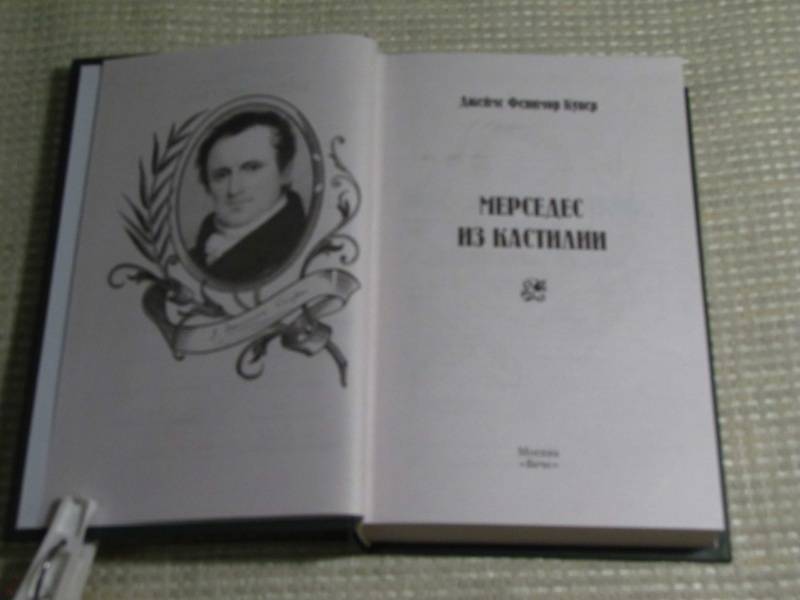 Джеймс Фенимор Купер
МЕРСЕДЕС
ИЗ КАСТИЛИИ
Москва
«Вече»